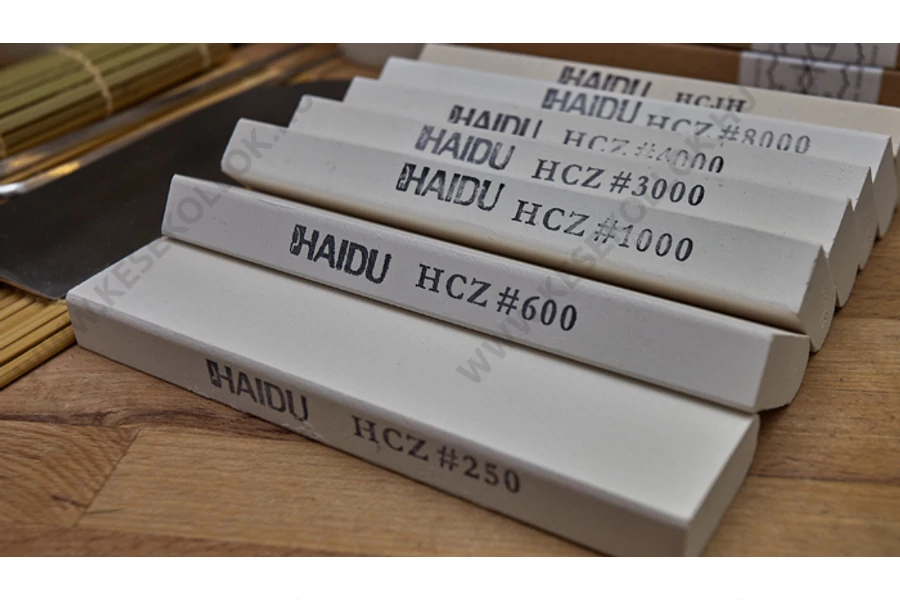 HAIDU HCJH
HAIDU HCZ #8000
HAIDU HCZ #4000
HAIDU HCZ #3000
HAIDU HCZ #1000
HAIDU HCZ #600
HAIDU HCZ #250